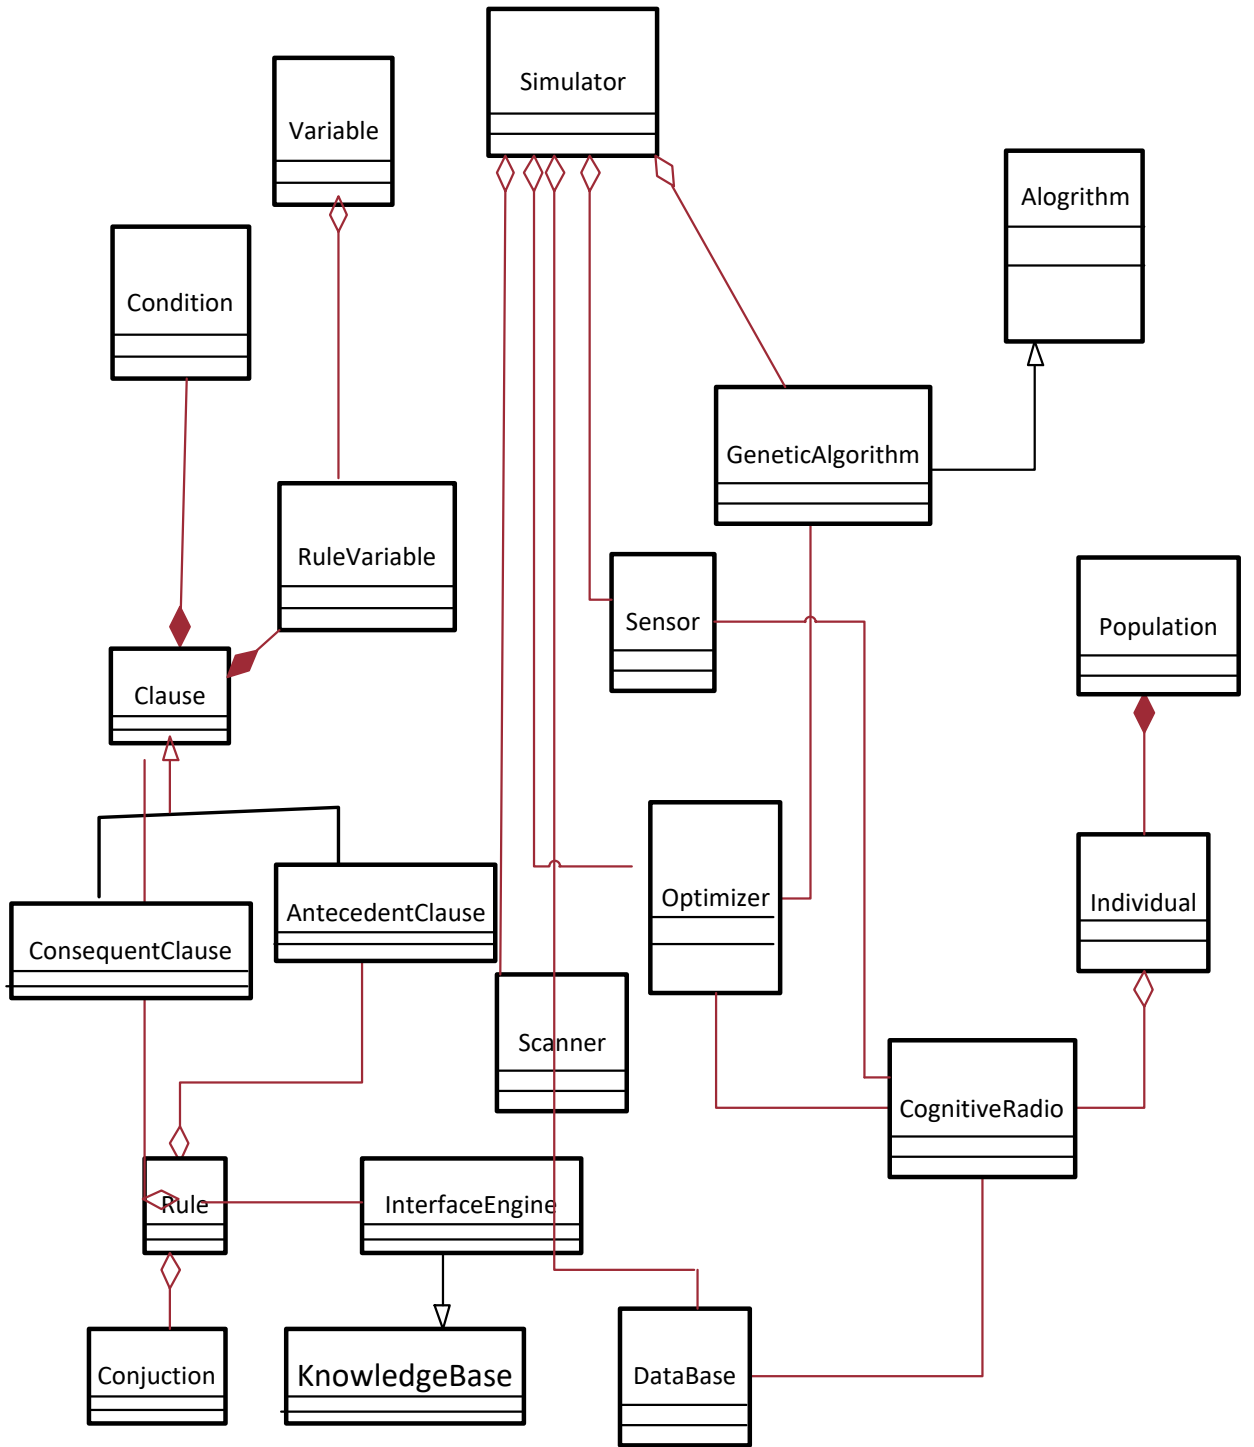 Simulator
Variable
Alogrithm
Condition
GeneticAlgorithm
RuleVariable
Sensor
Population
Clause
Optimizer
Individual
AntecedentClause
ConsequentClause
Scanner
CognitiveRadio
Rule
InterfaceEngine
Conjuction
KnowledgeBase
DataBase